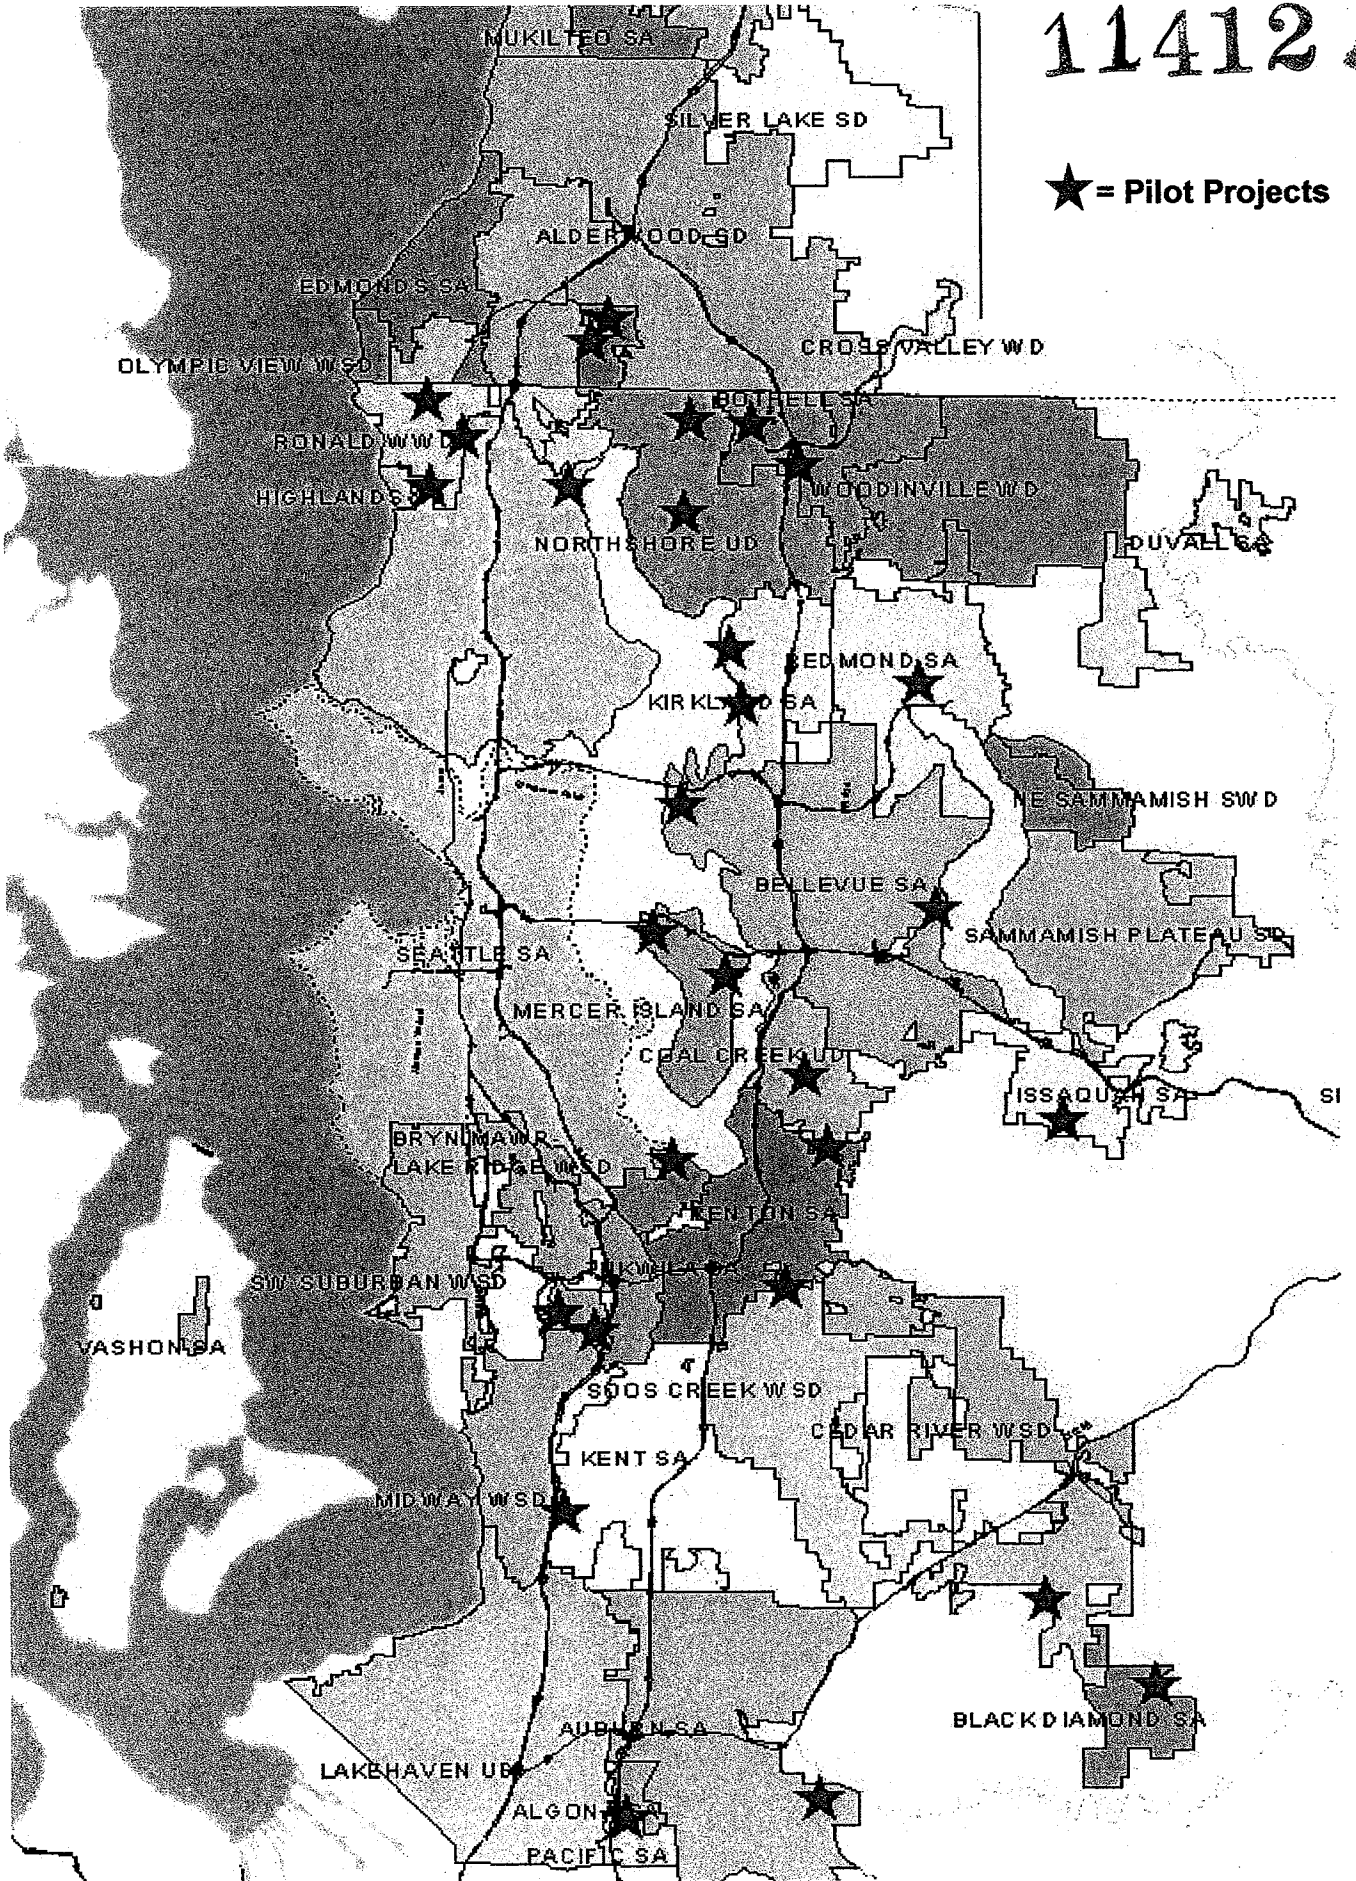 11412
MUKILTEO SA
SILVER LAKE SD
★ = Pilot Projects
ALDERWOOD SD
EDMONDS SA
CROSS VALLEY WD
OLYMPIC VIEW WSD
BOTHELL SA
RONALD WWD
WOODINVILLE WD
HIGHLANDS
NORTHSHORE UD
DUVALL SA
REDMOND SA
KIRKLAND SA
NE SAMMAMISH SWD
BELLEVUE SA
SAMMAMISH PLATEAU SD
SEATTLE SA
MERCER ISLAND SA
COAL CREEK UD
ISSAQUAH SA
SI
BRYN MAWR
LAKE RIDGE WSD
RENTON SA
TUKWILA SA
SW SUBURBAN WSD
VASHON SA
SOOS CREEK WSD
CEDAR RIVER WSD
KENT SA
MIDWAY WSD
BLACK DIAMOND SA
AUBURN SA
LAKEHAVEN UD
ALGONA SA
PACIFIC SA